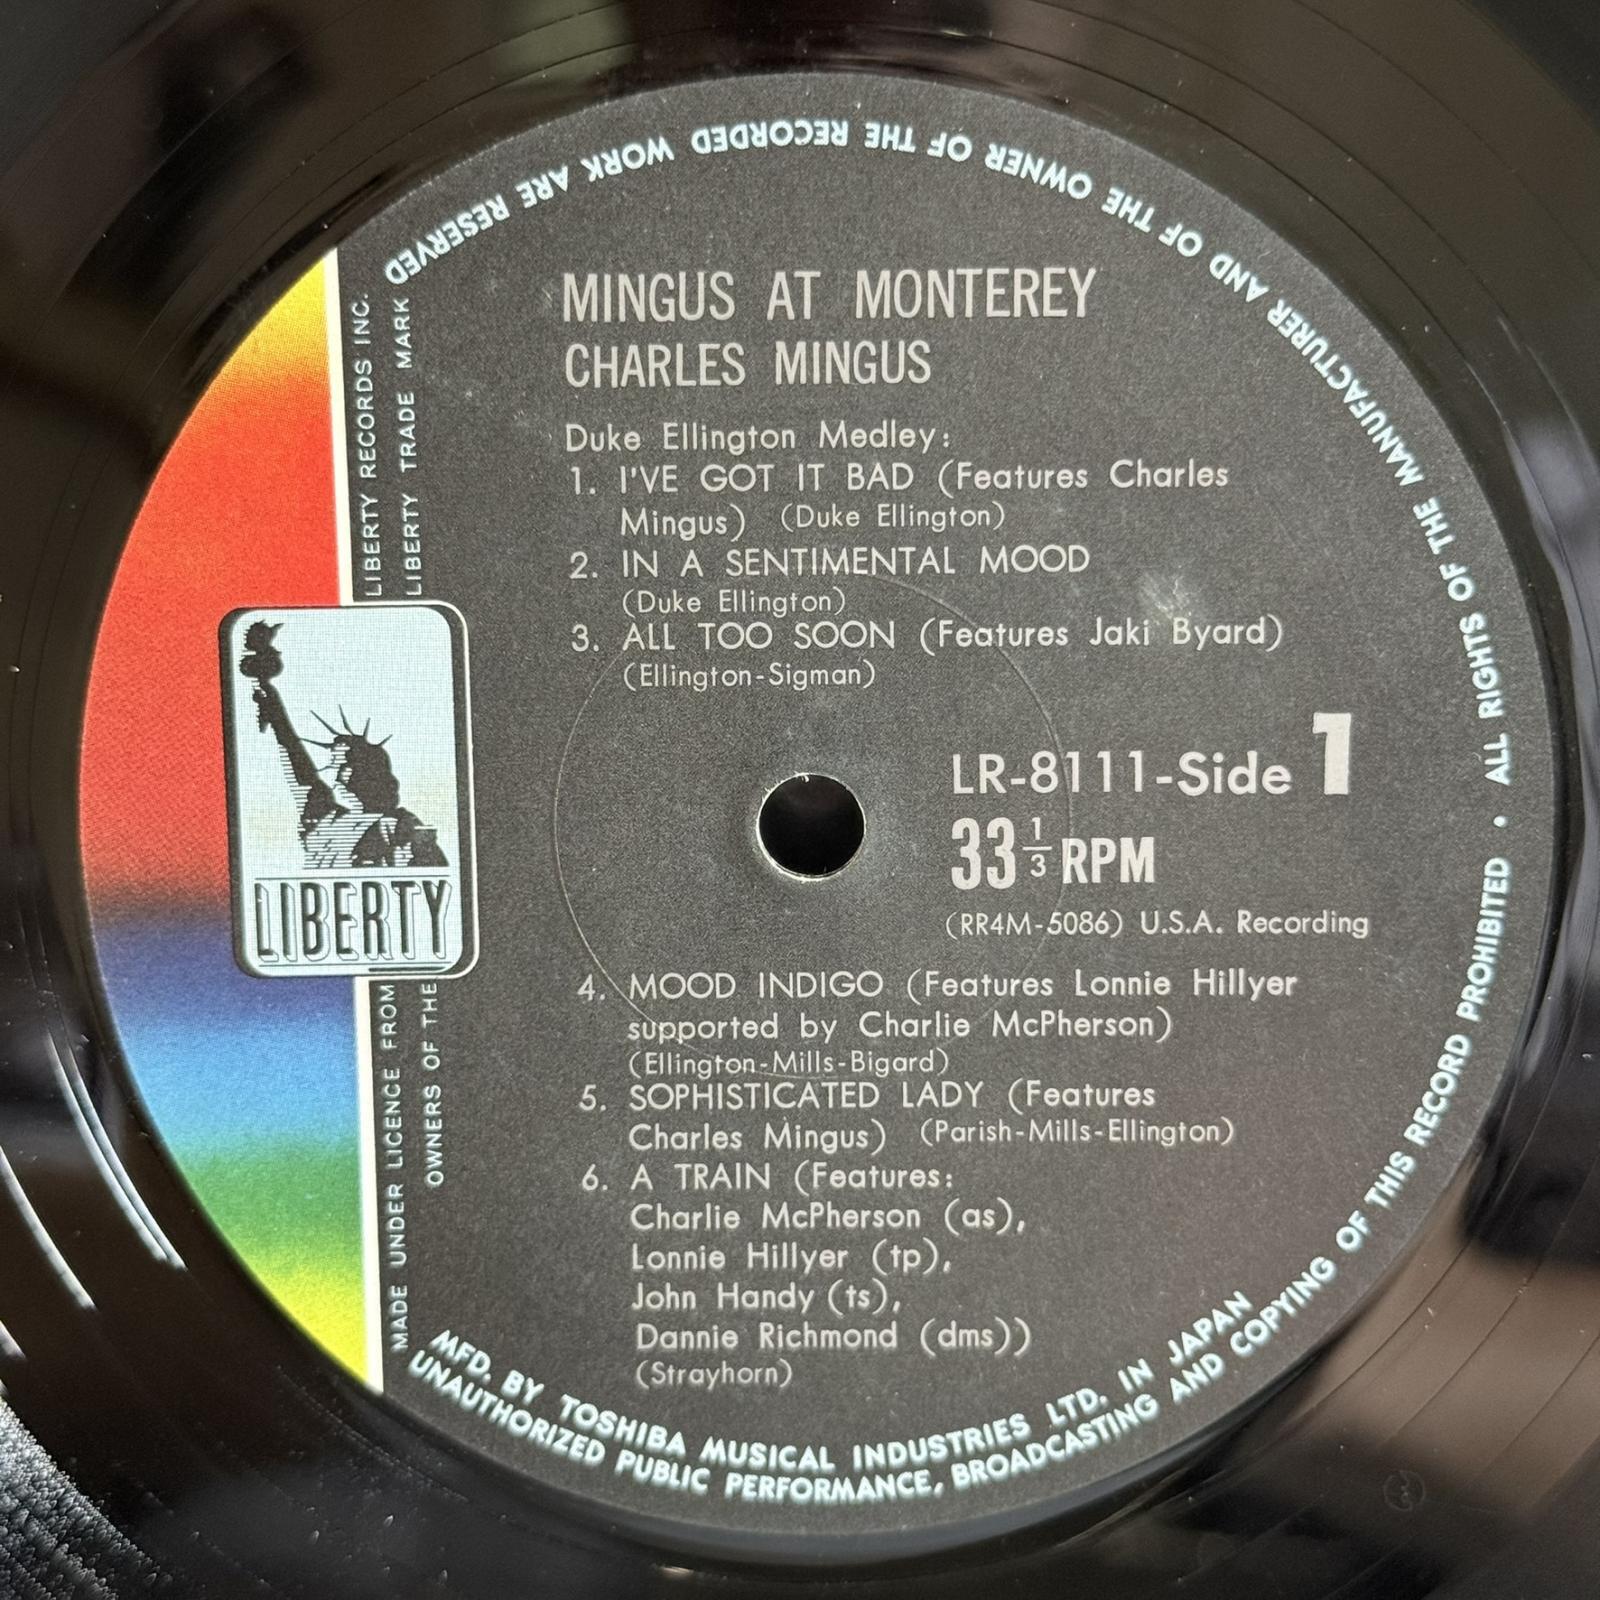 MINGUS AT MONTEREY
CHARLES MINGUS
Duke Ellington Medley:
1. I'VE GOT IT BAD (Features Charles
Mingus) (Duke Ellington)
2. IN A SENTIMENTAL MOOD
(Duke Ellington)
3. ALL TOO SOON (Features Jaki Byard)
(Ellington-Sigman)
LR-8111-Side 1
33 1/3 RPM
(RR4M-5086) U.S.A. Recording
4. MOOD INDIGO (Features Lonnie Hillyer
supported by Charlie McPherson)
(Ellington-Mills-Bigard)
5. SOPHISTICATED LADY (Features
Charles Mingus) (Parish-Mills-Ellington)
6. A TRAIN (Features:
Charlie McPherson (as),
Lonnie Hillyer (tp),
John Handy (ts),
Dannie Richmond (dms))
(Strayhorn)
LIBERTY
MADE UNDER LICENCE FROM LIBERTY RECORDS INC.
OWNERS OF THE LIBERTY TRADE MARK
MFD. BY TOSHIBA MUSICAL INDUSTRIES LTD. IN JAPAN
UNAUTHORIZED PUBLIC PERFORMANCE, BROADCASTING AND COPYING OF THIS RECORD PROHIBITED • ALL RIGHTS OF THE MANUFACTURER AND OF THE OWNER OF THE RECORDED WORK ARE RESERVED